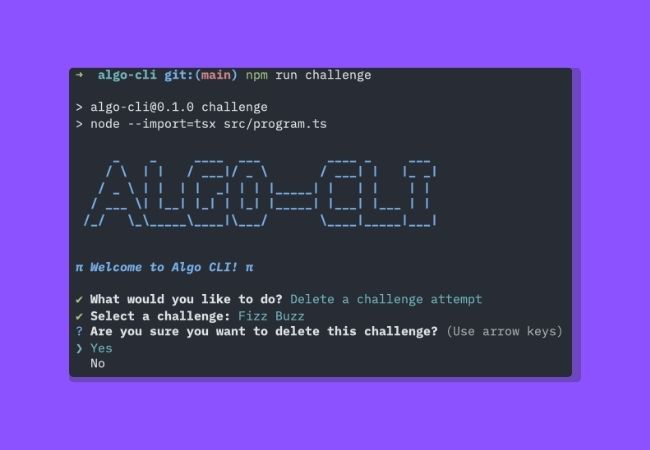 ➜ algo-cli git:(main) npm run challenge
> algo-cli@0.1.0 challenge
> node --import=tsx src/program.ts
ALGO-CLI
π Welcome to Algo CLI! π
✔ What would you like to do? Delete a challenge attempt
✔ Select a challenge: Fizz Buzz
? Are you sure you want to delete this challenge? (Use arrow keys)
❯ Yes
No